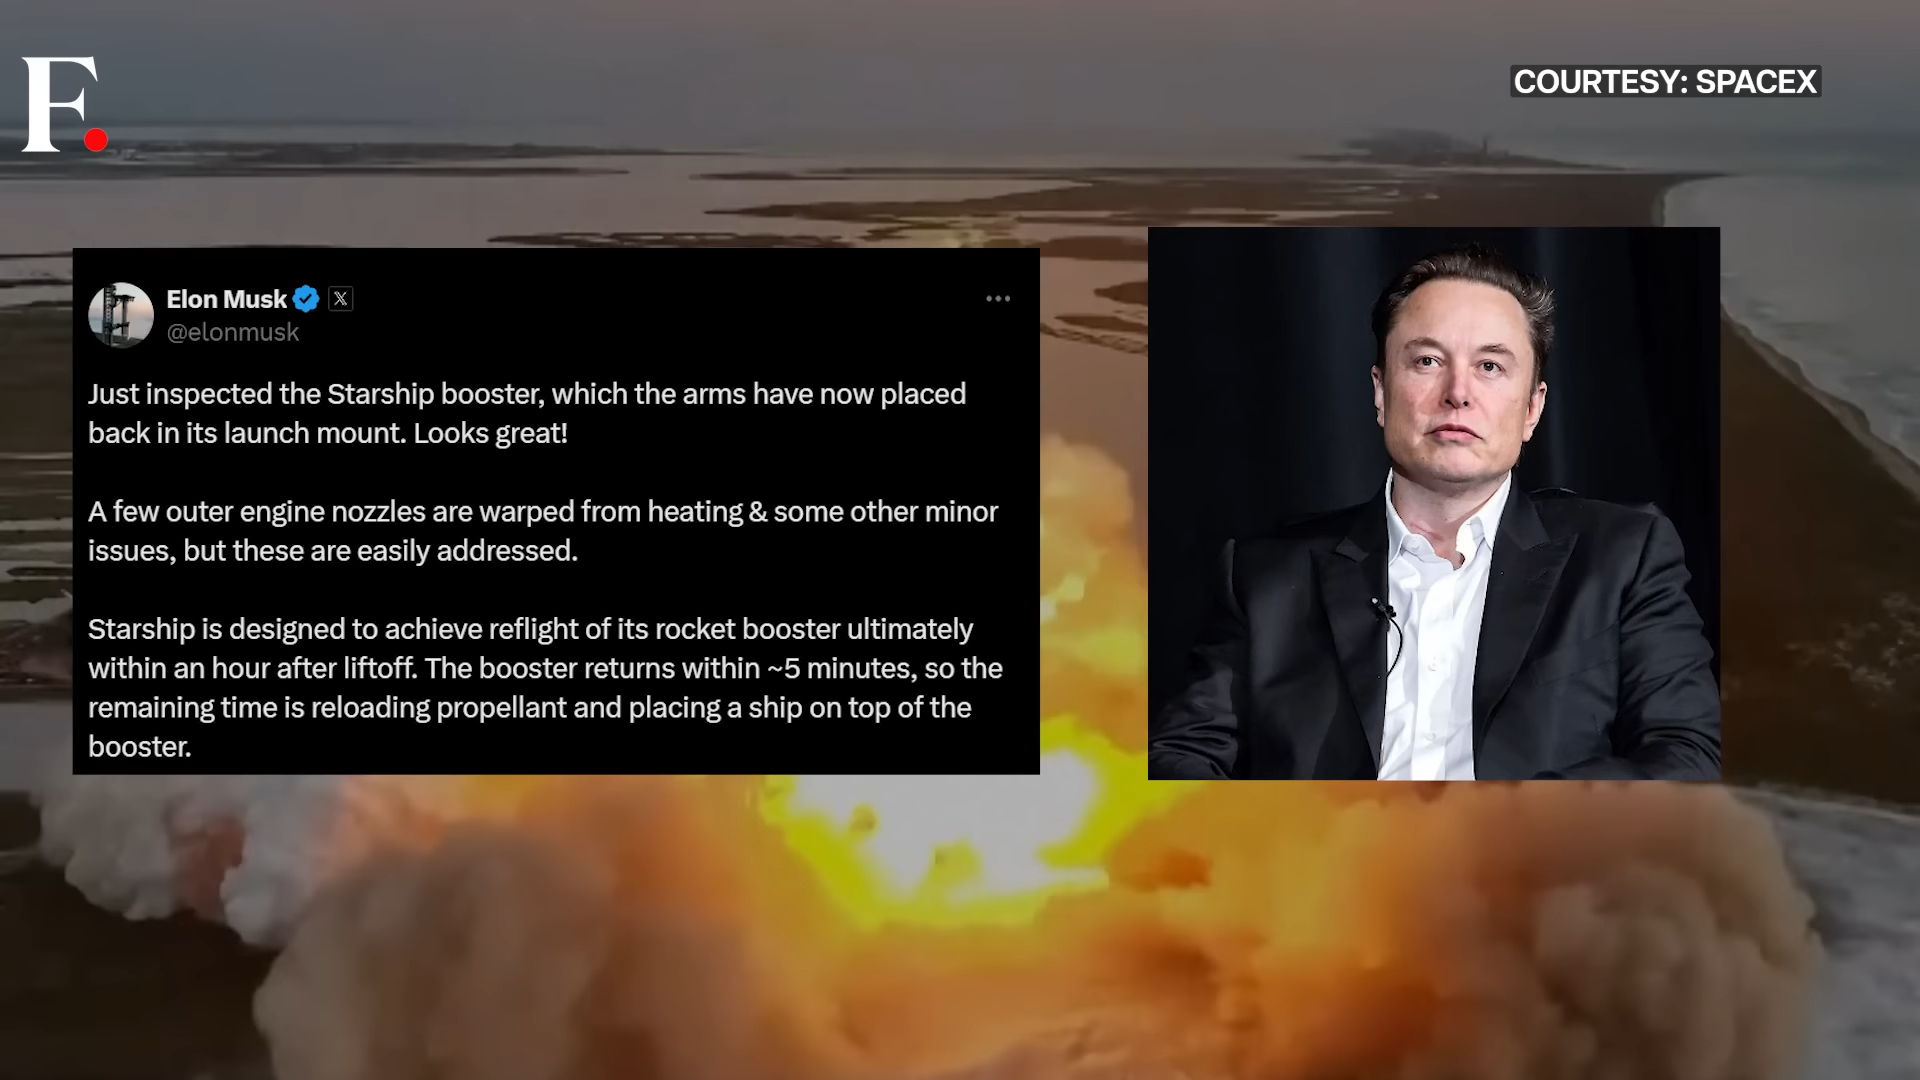 F.
COURTESY: SPACEX
Elon Musk
@elonmusk
Just inspected the Starship booster, which the arms have now placed
back in its launch mount. Looks great!
A few outer engine nozzles are warped from heating & some other minor
issues, but these are easily addressed.
Starship is designed to achieve reflight of its rocket booster ultimately
within an hour after liftoff. The booster returns within ~5 minutes, so the
remaining time is reloading propellant and placing a ship on top of the
booster.